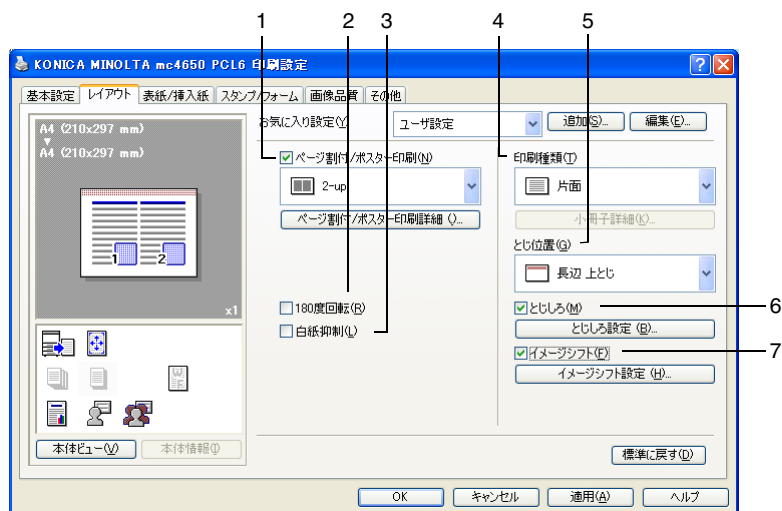 1 2 3 4 5
KONICA MINOLTA mc4650 PCL6 印刷設定
基本設定 レイアウト 表紙/挿入紙 スタンプ/フォーム 画像品質 その他
A4 (210x297 mm)
A4 (210x297 mm)
1 2
x1
お気に入り設定(Y) ユーザ設定 追加(S)... 編集(E)...
ページ割付/ポスター印刷(N)
2-up
ページ割付/ポスター印刷詳細 ()...
180度回転(R)
白紙抑制(L)
印刷種類(T)
片面
小冊子詳細(K)...
とじ位置(G)
長辺 上とじ
とじしろ(M) 6
とじしろ設定 (B)...
イメージシフト(F) 7
イメージシフト設定 (H)...
本体ビュー(V) 本体情報(I)
標準に戻す(D)
OK キャンセル 適用(A) ヘルプ